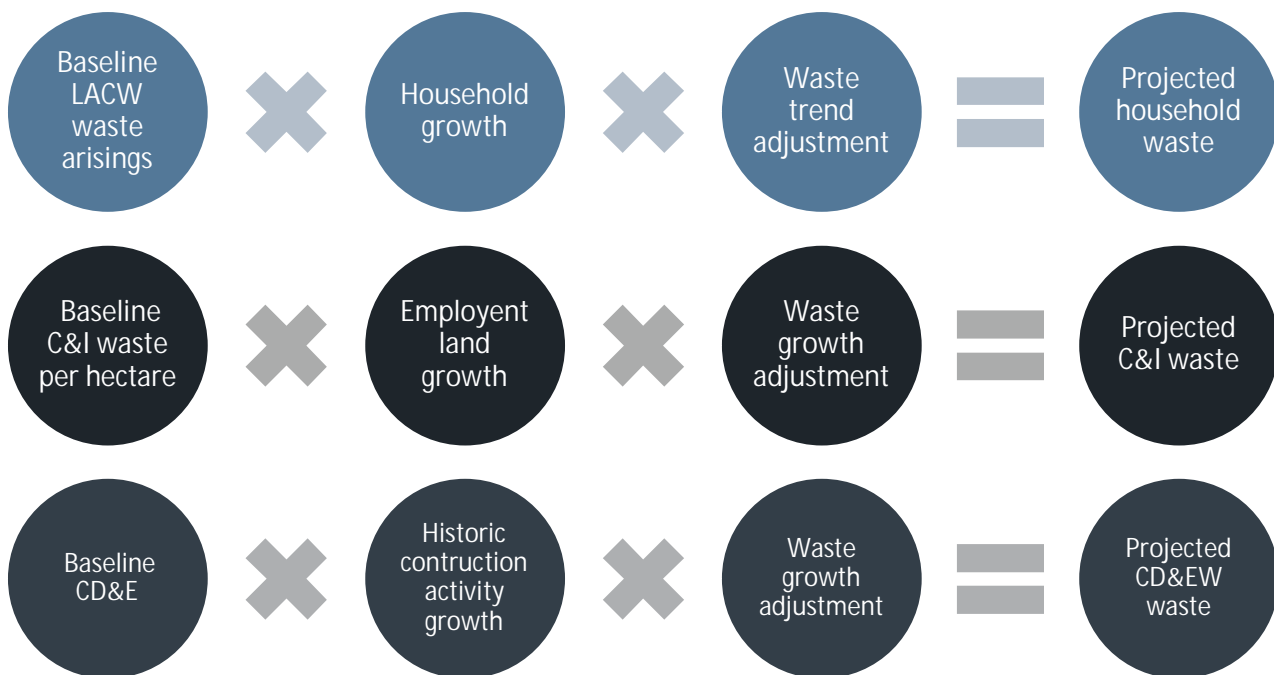 Baseline
LACW
waste
arisings
Household
growth
Waste
trend
adjustment
Projected
household
waste
Baseline
C&I waste
per hectare
Employent
land
growth
Waste
growth
adjustment
Projected
C&I waste
Baseline
CD&E
Historic
contruction
activity
growth
Waste
growth
adjustment
Projected
CD&EW
waste